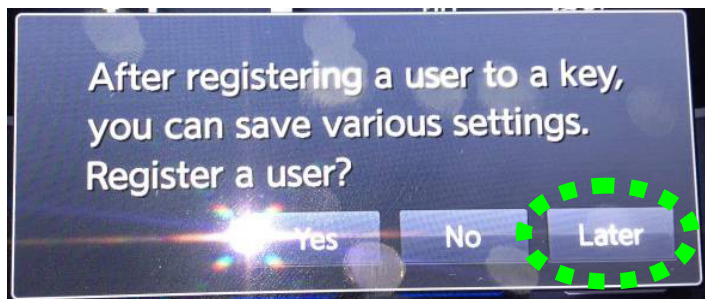 After registering a user to a key,
you can save various settings.
Register a user?
Yes No Later